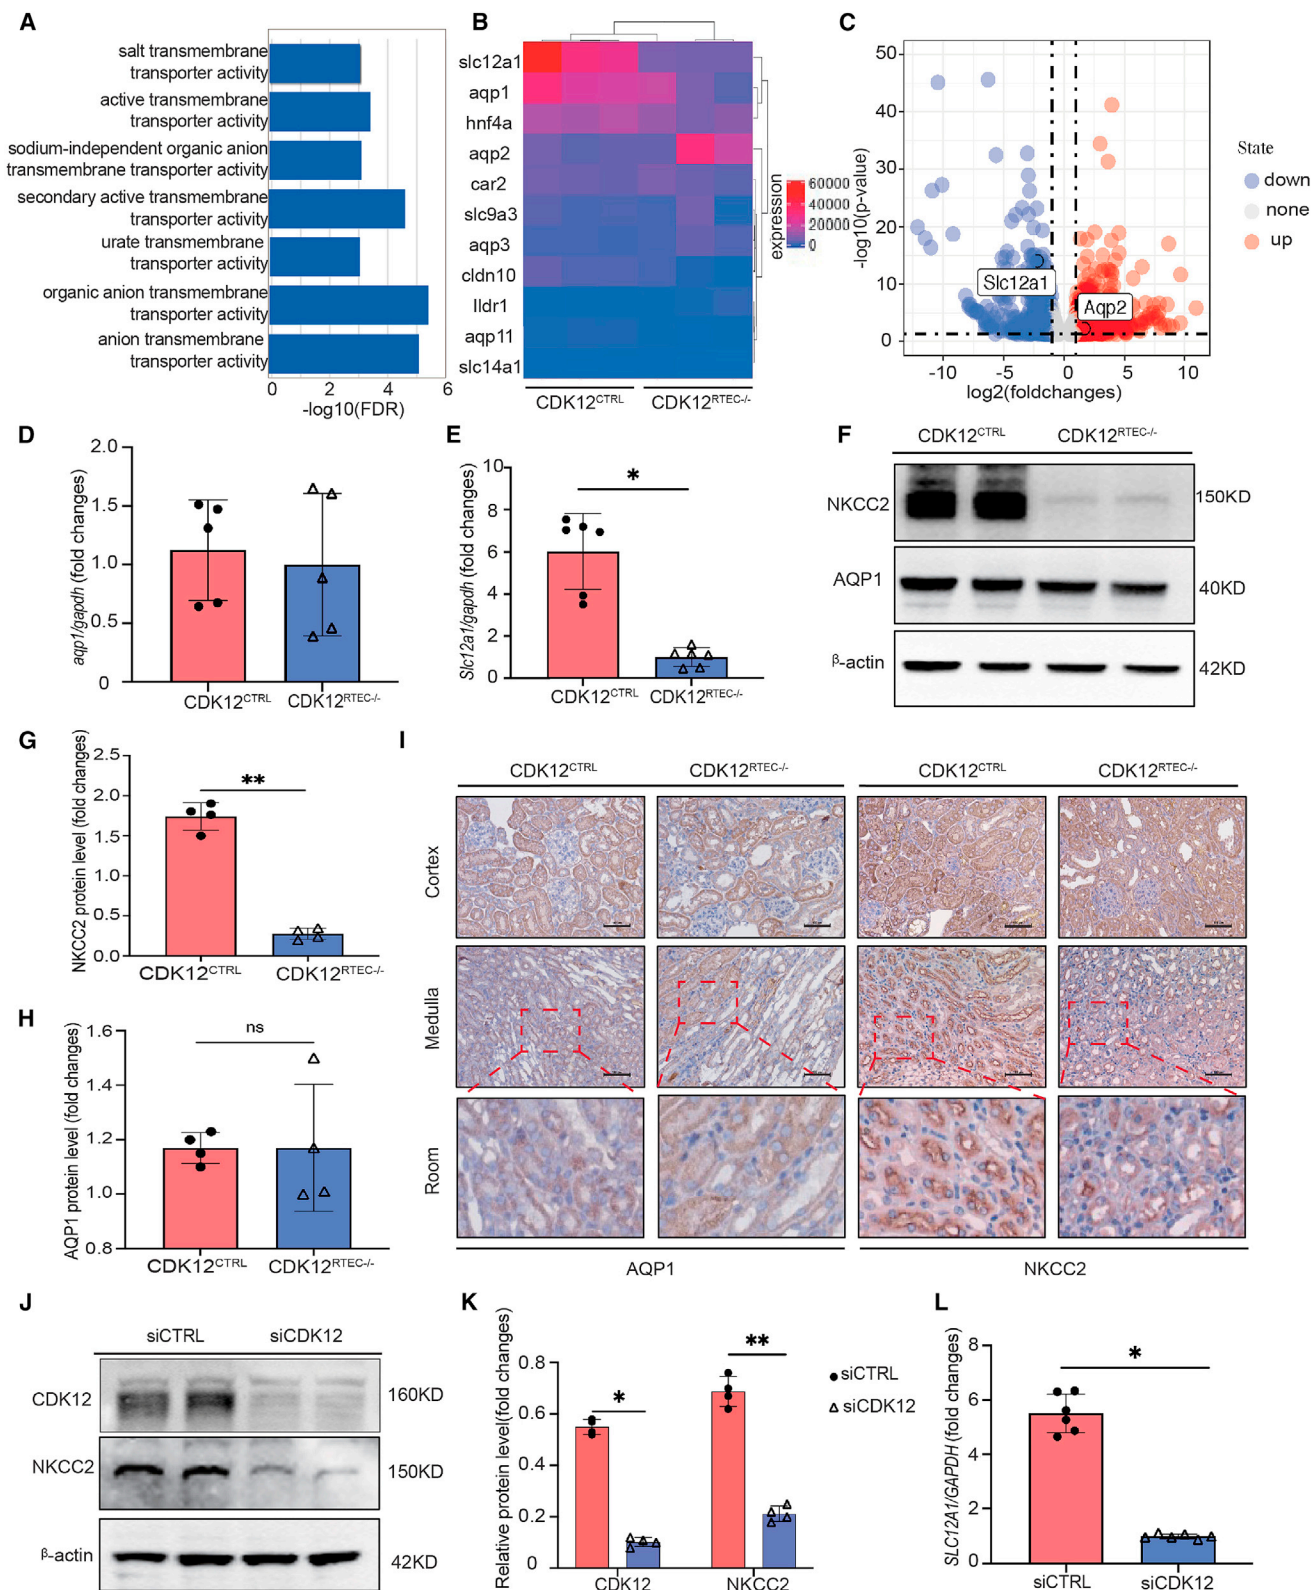 A
salt transmembrane
transporter activity
active transmembrane
transporter activity
sodium-independent organic anion
transmembrane transporter activity
secondary active transmembrane
transporter activity
urate transmembrane
transporter activity
organic anion transmembrane
transporter activity
anion transmembrane
transporter activity
0 2 4 6
-log10(FDR)
B
slc12a1
aqp1
hnf4a
aqp2
car2
slc9a3
aqp3
cldn10
lldr1
aqp11
slc14a1
CDK12CTRL CDK12RTEC-/-
expression
60000
40000
20000
0
C
50
40
30
20
10
0
-log10(p-value)
Slc12a1
Aqp2
-10 -5 0 5 10
log2(foldchanges)
State
down
none
up
D
2.0
1.5
1.0
0.5
0
aqp1/gapdh (fold changes)
CDK12CTRL CDK12RTEC-/-
E
10
8
6
4
2
0
Slc12a1/gapdh (fold changes)
*
CDK12CTRL CDK12RTEC-/-
F
CDK12CTRL CDK12RTEC-/-
NKCC2 150KD
AQP1 40KD
β-actin 42KD
G
2.5
2.0
1.5
1.0
0.5
0.0
NKCC2 protein level (fold changes)
**
CDK12CTRL CDK12RTEC-/-
H
1.6
1.4
1.2
1.0
0.8
AQP1 protein level (fold changes)
ns
CDK12CTRL CDK12RTEC-/-
I
CDK12CTRL CDK12RTEC-/- CDK12CTRL CDK12RTEC-/-
Cortex
Medulla
Room
AQP1 NKCC2
J
siCTRL siCDK12
CDK12 160KD
NKCC2 150KD
β-actin 42KD
K
0.8
0.6
0.4
0.2
0
Relative protein level(fold changes)
* **
siCTRL
siCDK12
CDK12 NKCC2
L
8
6
4
2
0
SLC12A1/GAPDH (fold changes)
*
siCTRL siCDK12